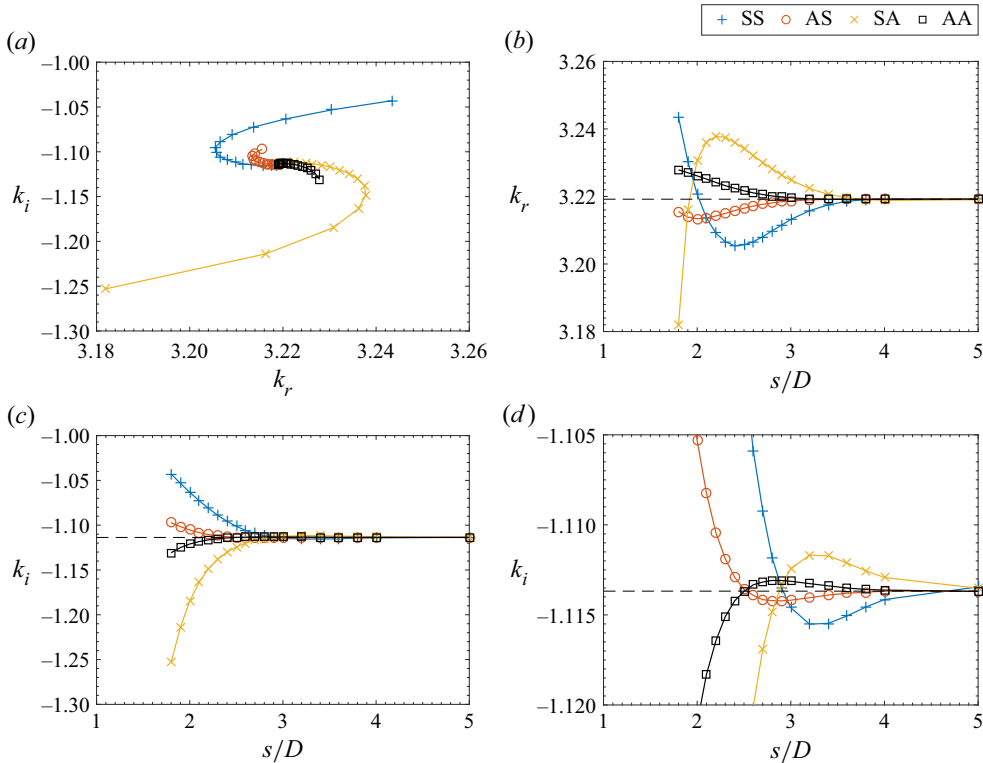 SS AS SA AA
(a) (b)
−1.00
−1.05
−1.10
−1.15
−1.20
−1.25
−1.30
k_i
3.18 3.20 3.22 3.24 3.26
k_r
3.26
3.24
3.22
3.20
3.18
k_r
1 2 3 4 5
s/D
(c) (d)
−1.00
−1.05
−1.10
−1.15
−1.20
−1.25
−1.30
k_i
1 2 3 4 5
s/D
−1.105
−1.110
−1.115
−1.120
k_i
1 2 3 4 5
s/D